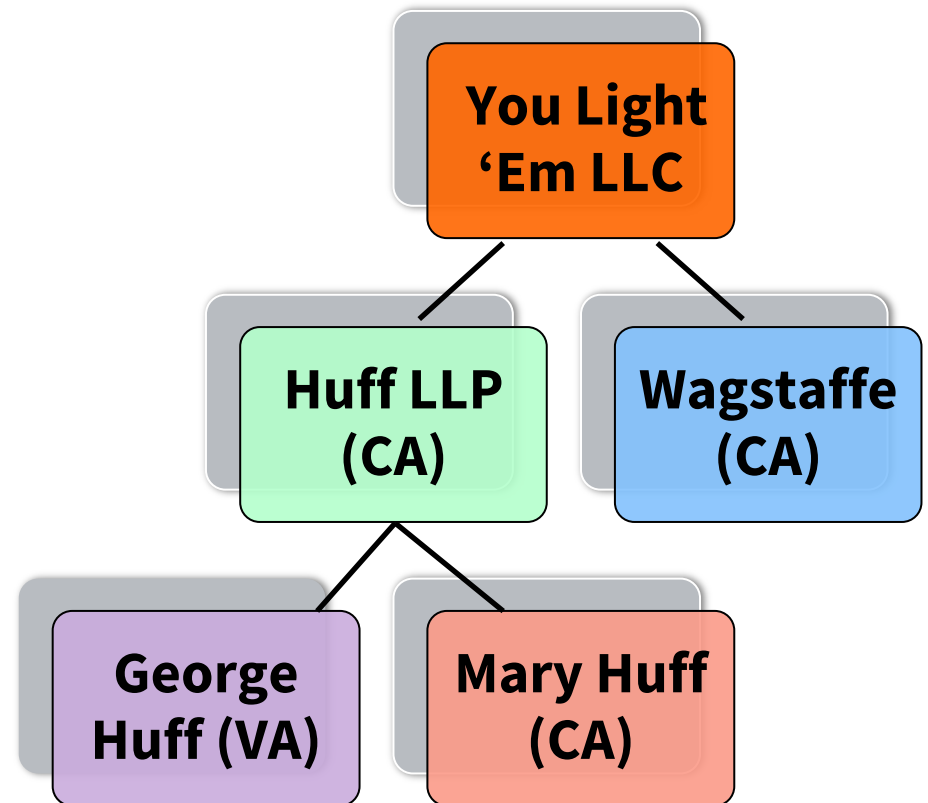 You Light
‘Em LLC
Huff LLP
(CA)
Wagstaffe
(CA)
George
Huff (VA)
Mary Huff
(CA)